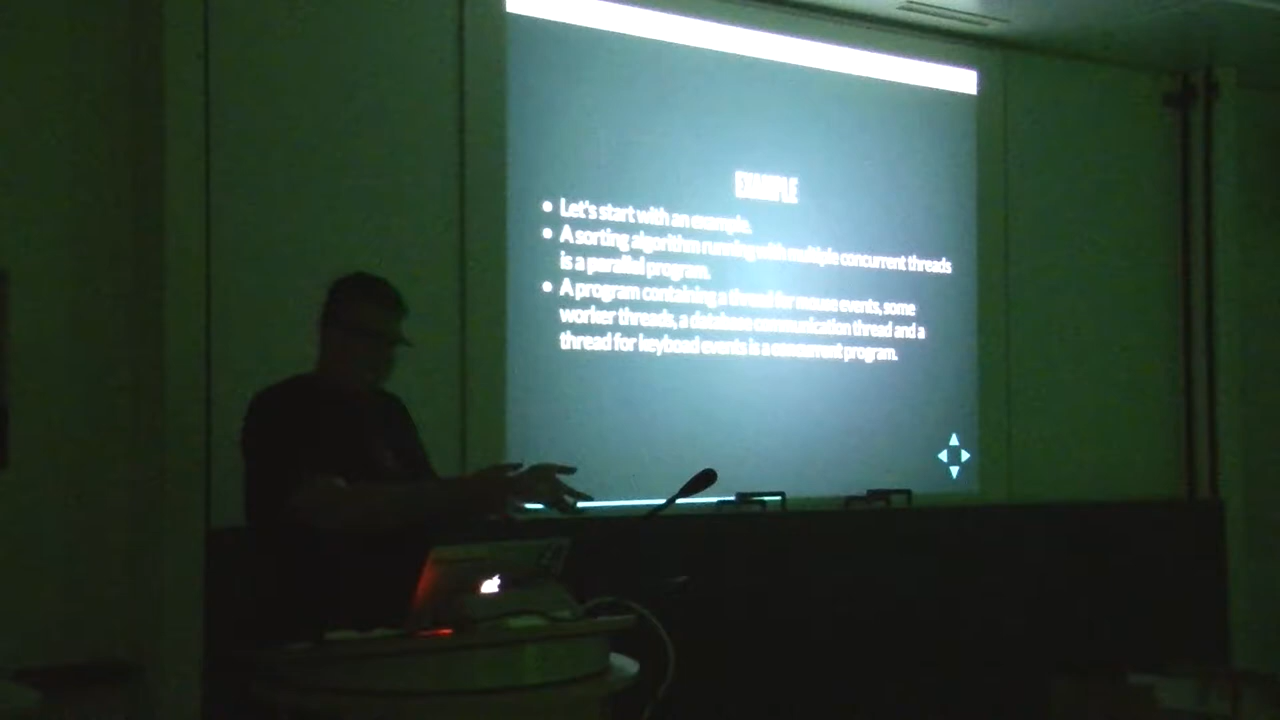 EXAMPLE
Let's start with an example.
A sorting algorithm running with multiple concurrent threads
is a parallel program.
A program containing a thread for mouse events, some
worker threads, a database communication thread and a
thread for keyboad events is a concurrent program.